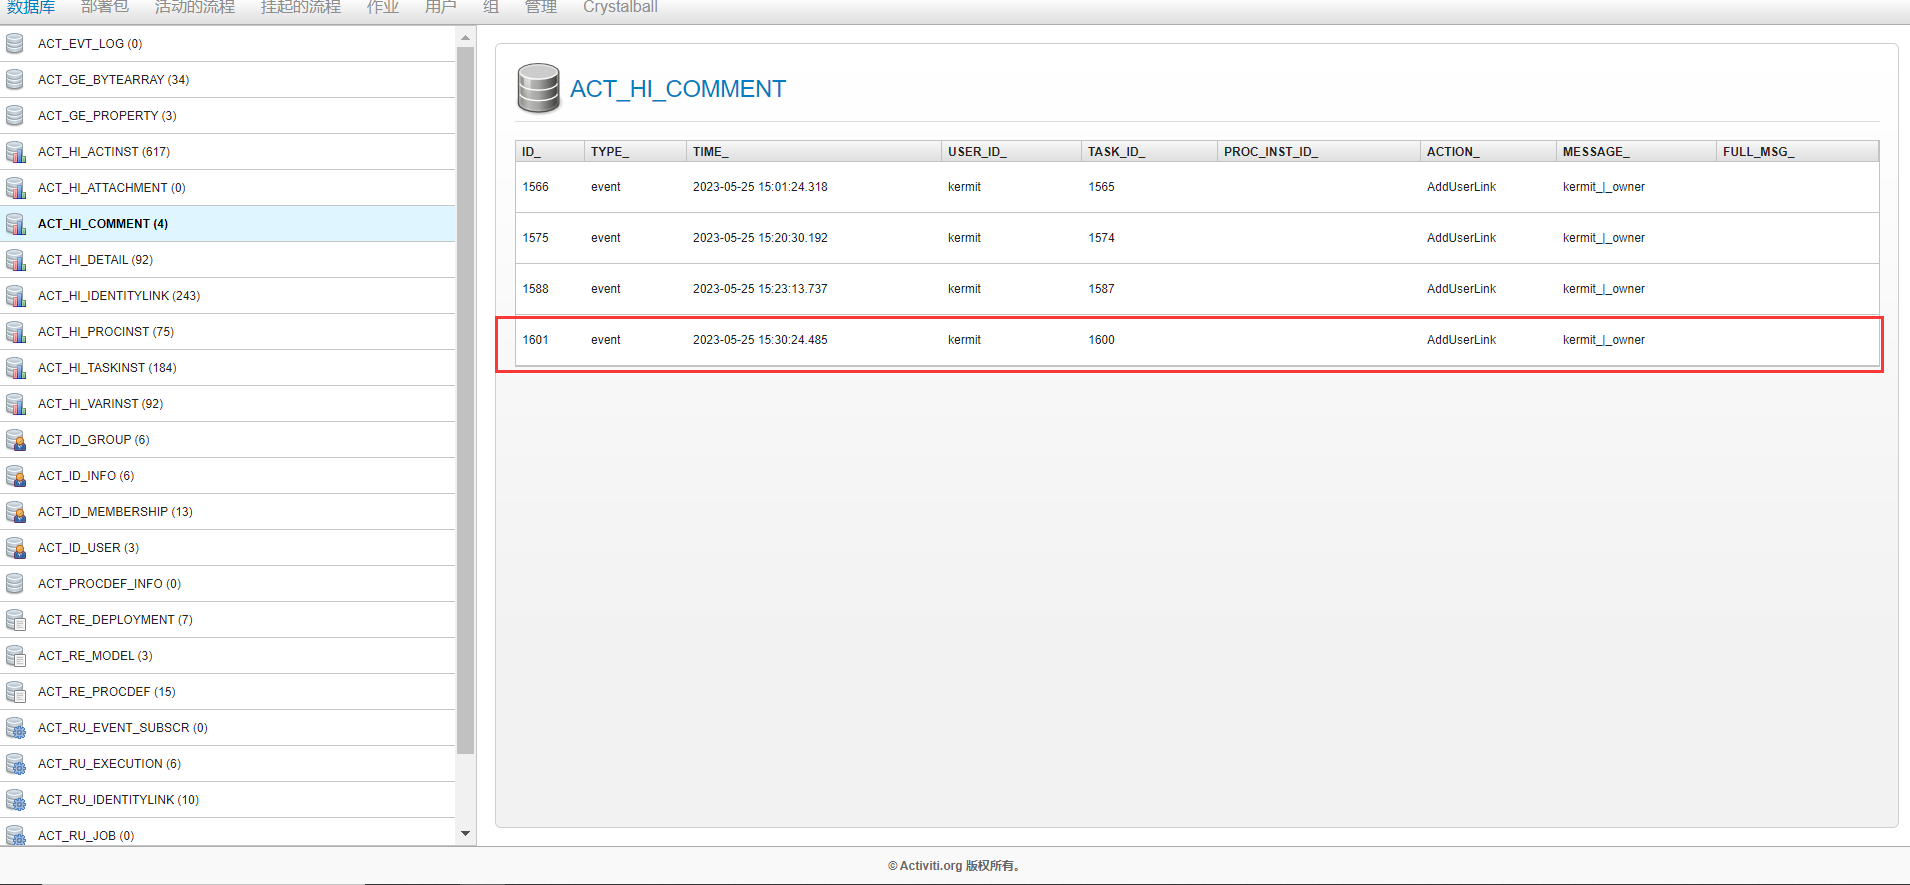 数据库 部署包 活动的流程 挂起的流程 作业 用户 组 管理 Crystalball
ACT_EVT_LOG (0)
ACT_GE_BYTEARRAY (34)
ACT_GE_PROPERTY (3)
ACT_HI_ACTINST (617)
ACT_HI_ATTACHMENT (0)
ACT_HI_COMMENT (4)
ACT_HI_DETAIL (92)
ACT_HI_IDENTITYLINK (243)
ACT_HI_PROCINST (75)
ACT_HI_TASKINST (184)
ACT_HI_VARINST (92)
ACT_ID_GROUP (6)
ACT_ID_INFO (6)
ACT_ID_MEMBERSHIP (13)
ACT_ID_USER (3)
ACT_PROCDEF_INFO (0)
ACT_RE_DEPLOYMENT (7)
ACT_RE_MODEL (3)
ACT_RE_PROCDEF (15)
ACT_RU_EVENT_SUBSCR (0)
ACT_RU_EXECUTION (6)
ACT_RU_IDENTITYLINK (10)
ACT_RU_JOB (0)
ACT_HI_COMMENT
ID_ TYPE_ TIME_ USER_ID_ TASK_ID_ PROC_INST_ID_ ACTION_ MESSAGE_ FULL_MSG_
1566 event 2023-05-25 15:01:24.318 kermit 1565 AddUserLink kermit_|_owner
1575 event 2023-05-25 15:20:30.192 kermit 1574 AddUserLink kermit_|_owner
1588 event 2023-05-25 15:23:13.737 kermit 1587 AddUserLink kermit_|_owner
1601 event 2023-05-25 15:30:24.485 kermit 1600 AddUserLink kermit_|_owner
© Activiti.org 版权所有。